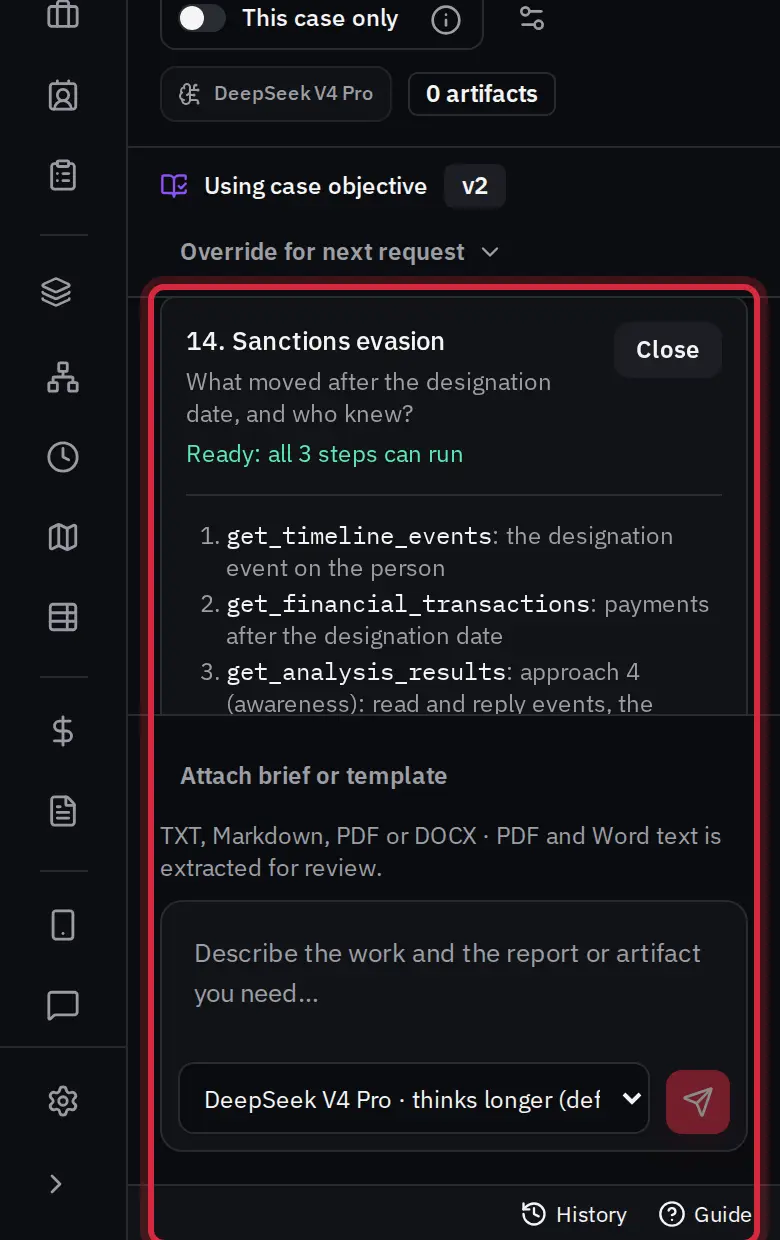 This case only
DeepSeek V4 Pro
0 artifacts
Using case objective
v2
Override for next request
14. Sanctions evasion
Close
What moved after the designation
date, and who knew?
Ready: all 3 steps can run
1. get_timeline_events: the designation
event on the person
2. get_financial_transactions: payments
after the designation date
3. get_analysis_results: approach 4
(awareness): read and reply events, the
Attach brief or template
TXT, Markdown, PDF or DOCX · PDF and Word text is
extracted for review.
Describe the work and the report or artifact
you need...
DeepSeek V4 Pro · thinks longer (def
History
Guide